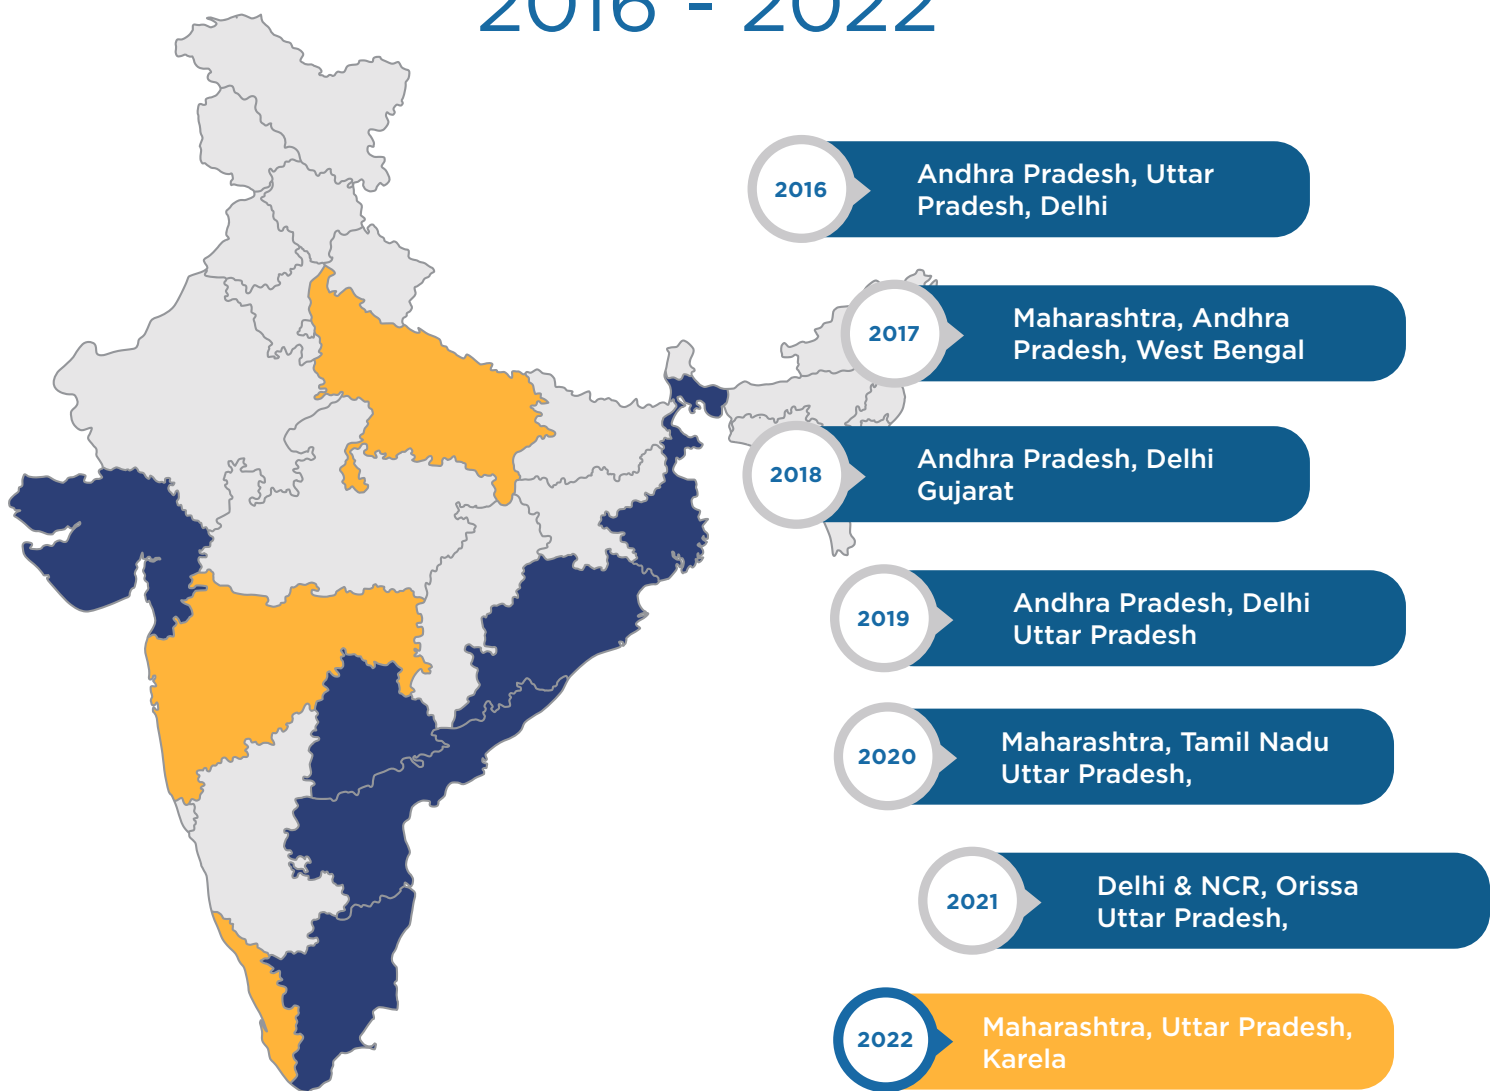 2016 - 2022
2016
Andhra Pradesh, Uttar
Pradesh, Delhi
2017
Maharashtra, Andhra
Pradesh, West Bengal
2018
Andhra Pradesh, Delhi
Gujarat
2019
Andhra Pradesh, Delhi
Uttar Pradesh
2020
Maharashtra, Tamil Nadu
Uttar Pradesh,
2021
Delhi & NCR, Orissa
Uttar Pradesh,
2022
Maharashtra, Uttar Pradesh,
Karela